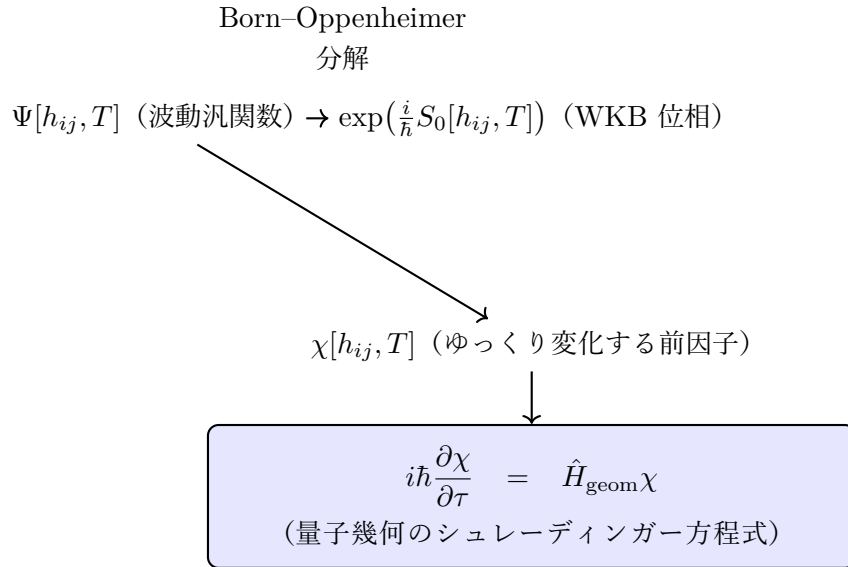 Born–Oppenheimer
分解
Ψ[h_{ij}, T]（波動汎関数）→ exp(\frac{i}{ℏ}S_0[h_{ij}, T])（WKB 位相）
χ[h_{ij}, T]（ゆっくり変化する前因子）
iℏ\frac{∂χ}{∂τ} = \hat{H}_{geom}χ
（量子幾何のシュレーディンガー方程式）